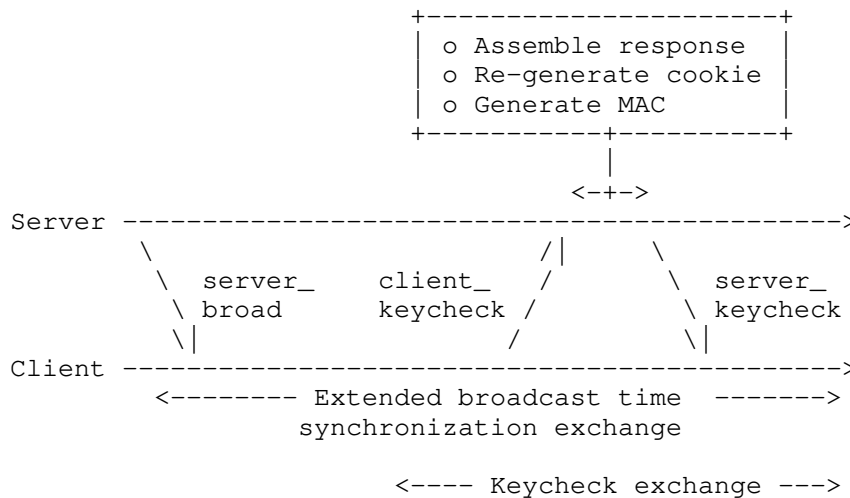 o Assemble response
o Re-generate cookie
o Generate MAC
Server
server_ client_ server_
broad keycheck keycheck
Client
Extended broadcast time
synchronization exchange
Keycheck exchange